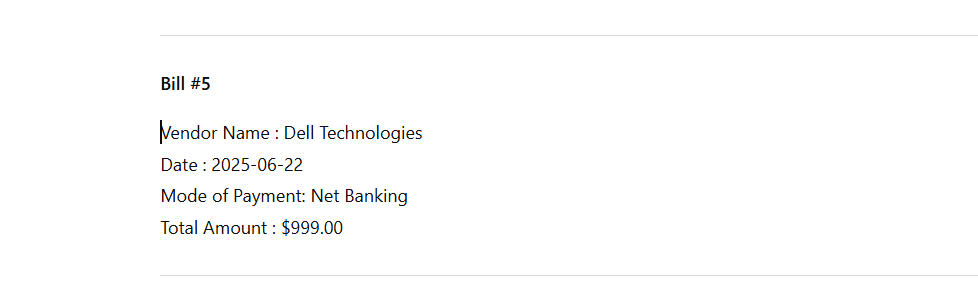 Bill #5
Vendor Name : Dell Technologies
Date : 2025-06-22
Mode of Payment: Net Banking
Total Amount : $999.00